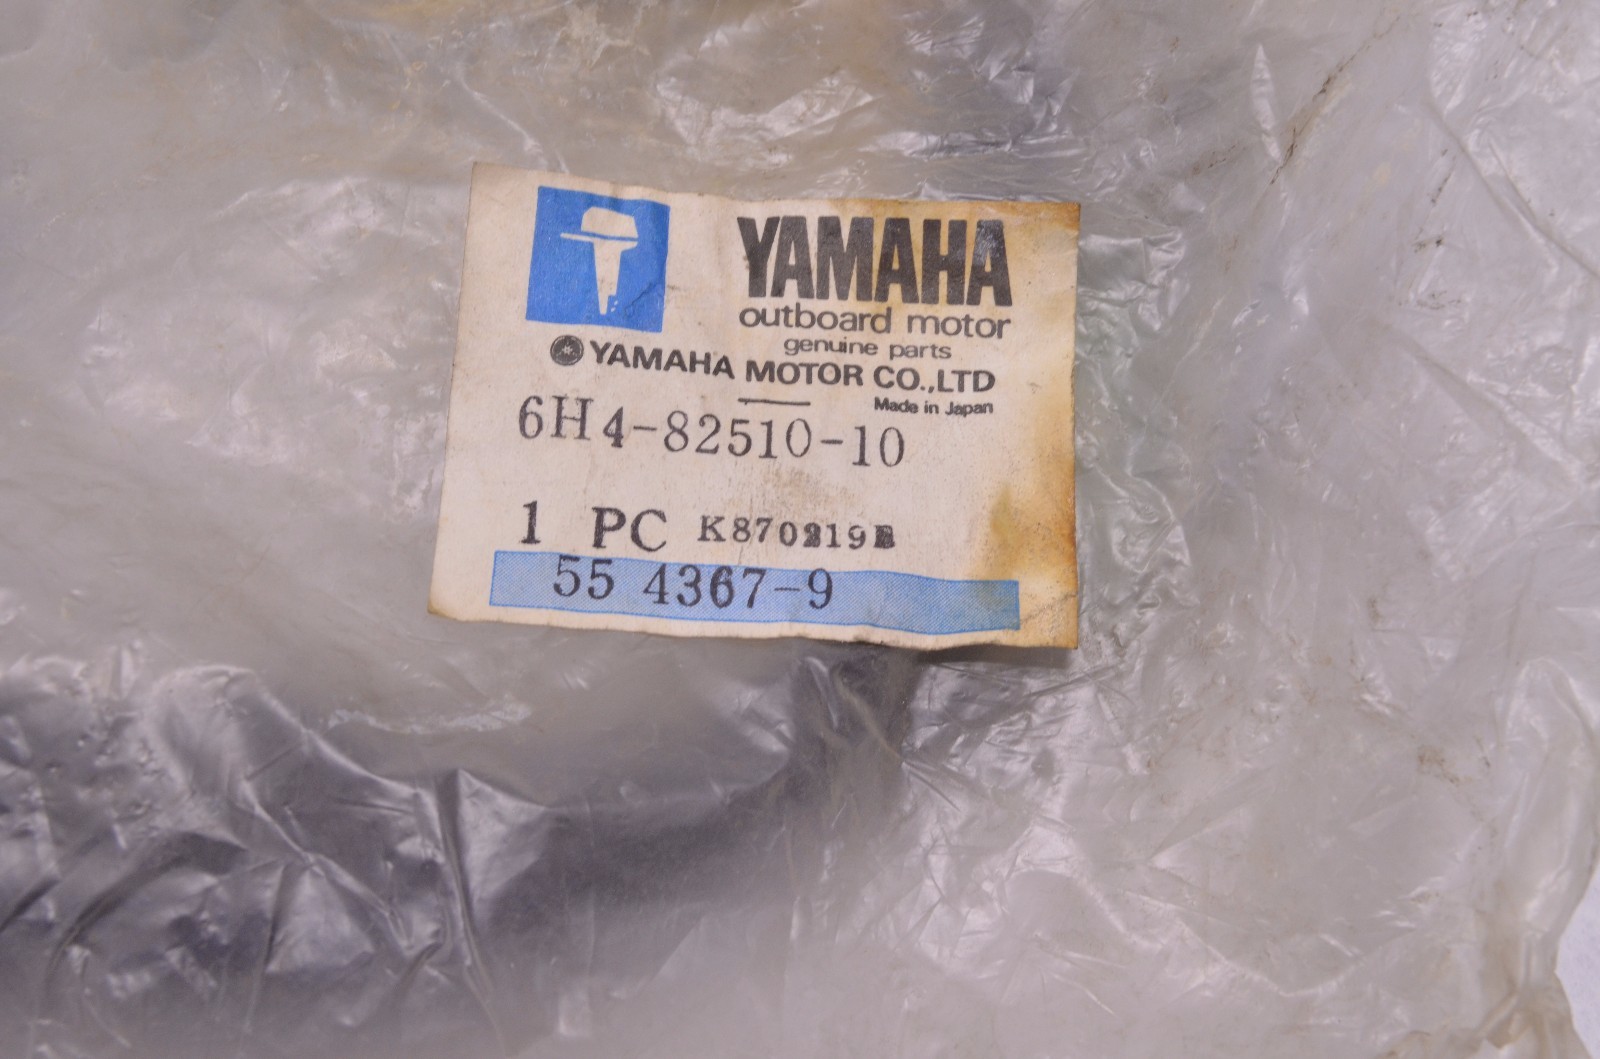 YAMAHA
outboard motor
genuine parts
YAMAHA MOTOR CO.,LTD
Made in Japan
6H4-82510-10
1 PC
55 4367-9